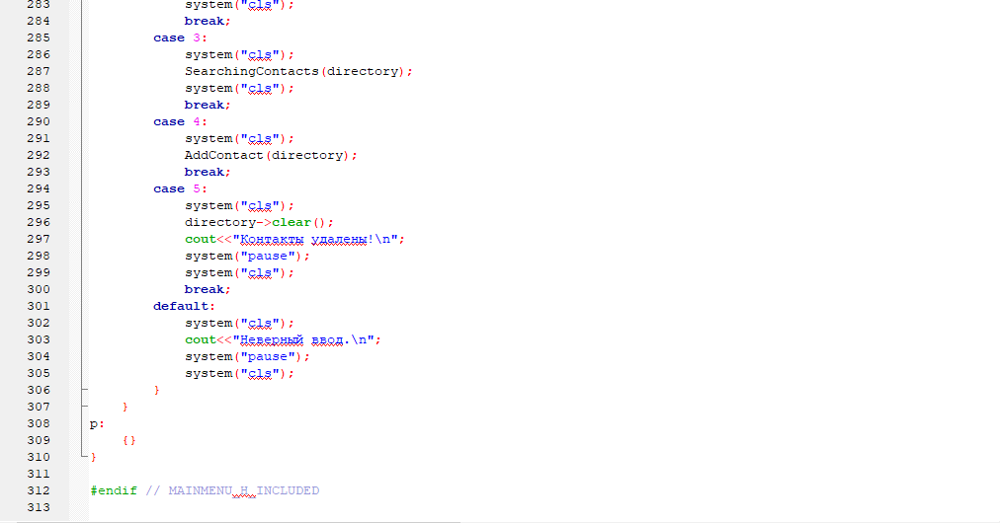 283 system("cls");
284 break;
285 case 3:
286 system("cls");
287 SearchingContacts(directory);
288 system("cls");
289 break;
290 case 4:
291 system("cls");
292 AddContact(directory);
293 break;
294 case 5:
295 system("cls");
296 directory->clear();
297 cout<<"Контакты удалены!\n";
298 system("pause");
299 system("cls");
300 break;
301 default:
302 system("cls");
303 cout<<"Неверный ввод.\n";
304 system("pause");
305 system("cls");
306 }
307 }
308 p:
309 {}
310 }
311
312 #endif // MAINMENU_H_INCLUDED
313